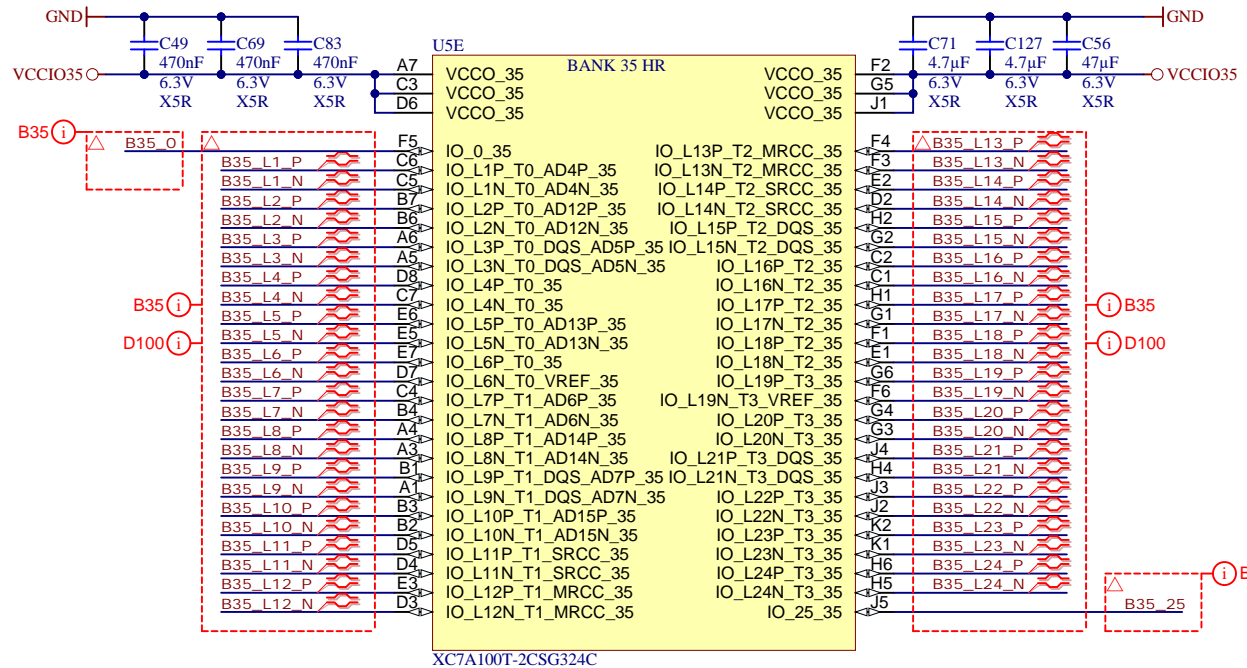 GND
C49
470nF
6.3V
X5R
C69
470nF
6.3V
X5R
C83
470nF
6.3V
X5R
VCCIO35
GND
C71
4.7µF
6.3V
X5R
C127
4.7µF
6.3V
X5R
C56
47µF
6.3V
X5R
VCCIO35
U5E
BANK 35 HR
A7 VCCO_35 VCCO_35 F2
C3 VCCO_35 VCCO_35 G5
D6 VCCO_35 VCCO_35 J1
B35 i
B35_0 F5 IO_0_35 IO_L13P_T2_MRCC_35 F4 B35_L13_P
B35_L1_P C6 IO_L1P_T0_AD4P_35 IO_L13N_T2_MRCC_35 F3 B35_L13_N
B35_L1_N C5 IO_L1N_T0_AD4N_35 IO_L14P_T2_SRCC_35 E2 B35_L14_P
B35_L2_P B7 IO_L2P_T0_AD12P_35 IO_L14N_T2_SRCC_35 D2 B35_L14_N
B35_L2_N B6 IO_L2N_T0_AD12N_35 IO_L15P_T2_DQS_35 H2 B35_L15_P
B35_L3_P A6 IO_L3P_T0_DQS_AD5P_35 IO_L15N_T2_DQS_35 G2 B35_L15_N
B35_L3_N A5 IO_L3N_T0_DQS_AD5N_35 IO_L16P_T2_35 C2 B35_L16_P
B35_L4_P D8 IO_L4P_T0_35 IO_L16N_T2_35 C1 B35_L16_N
B35 i B35_L4_N C7 IO_L4N_T0_35 IO_L17P_T2_35 H1 B35_L17_P i B35
B35_L5_P E6 IO_L5P_T0_AD13P_35 IO_L17N_T2_35 G1 B35_L17_N
D100 i B35_L5_N E5 IO_L5N_T0_AD13N_35 IO_L18P_T2_35 F1 B35_L18_P i D100
B35_L6_P E7 IO_L6P_T0_35 IO_L18N_T2_35 E1 B35_L18_N
B35_L6_N D7 IO_L6N_T0_VREF_35 IO_L19P_T3_35 G6 B35_L19_P
B35_L7_P C4 IO_L7P_T1_AD6P_35 IO_L19N_T3_VREF_35 F6 B35_L19_N
B35_L7_N B4 IO_L7N_T1_AD6N_35 IO_L20P_T3_35 G4 B35_L20_P
B35_L8_P A4 IO_L8P_T1_AD14P_35 IO_L20N_T3_35 G3 B35_L20_N
B35_L8_N A3 IO_L8N_T1_AD14N_35 IO_L21P_T3_DQS_35 J4 B35_L21_P
B35_L9_P B1 IO_L9P_T1_DQS_AD7P_35 IO_L21N_T3_DQS_35 H4 B35_L21_N
B35_L9_N A1 IO_L9N_T1_DQS_AD7N_35 IO_L22P_T3_35 J3 B35_L22_P
B35_L10_P B3 IO_L10P_T1_AD15P_35 IO_L22N_T3_35 J2 B35_L22_N
B35_L10_N B2 IO_L10N_T1_AD15N_35 IO_L23P_T3_35 K2 B35_L23_P
B35_L11_P D5 IO_L11P_T1_SRCC_35 IO_L23N_T3_35 K1 B35_L23_N
B35_L11_N D4 IO_L11N_T1_SRCC_35 IO_L24P_T3_35 H6 B35_L24_P
B35_L12_P E3 IO_L12P_T1_MRCC_35 IO_L24N_T3_35 H5 B35_L24_N
B35_L12_N D3 IO_L12N_T1_MRCC_35 IO_25_35 J5 B35_25
i
XC7A100T-2CSG324C